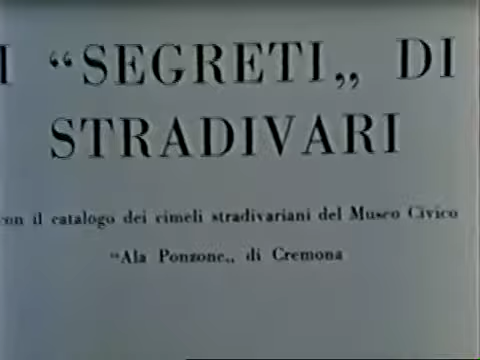 I “SEGRETI„ DI
STRADIVARI
con il catalogo dei cimeli stradivariani del Museo Civico
“Ala Ponzone„ di Cremona